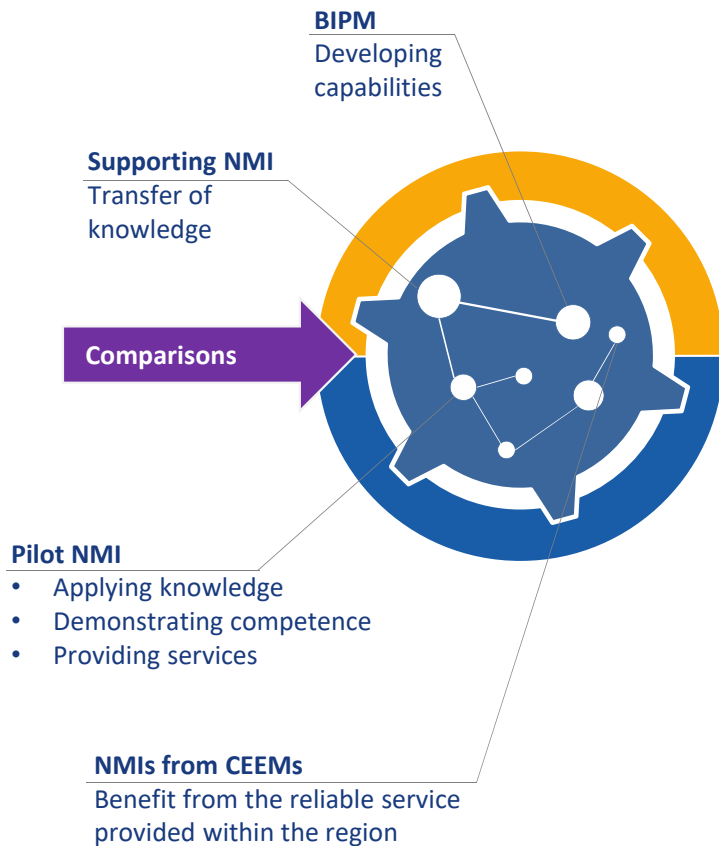 BIPM
Developing
capabilities
Supporting NMI
Transfer of
knowledge
Comparisons
Pilot NMI
• Applying knowledge
• Demonstrating competence
• Providing services
NMIs from CEEMs
Benefit from the reliable service
provided within the region